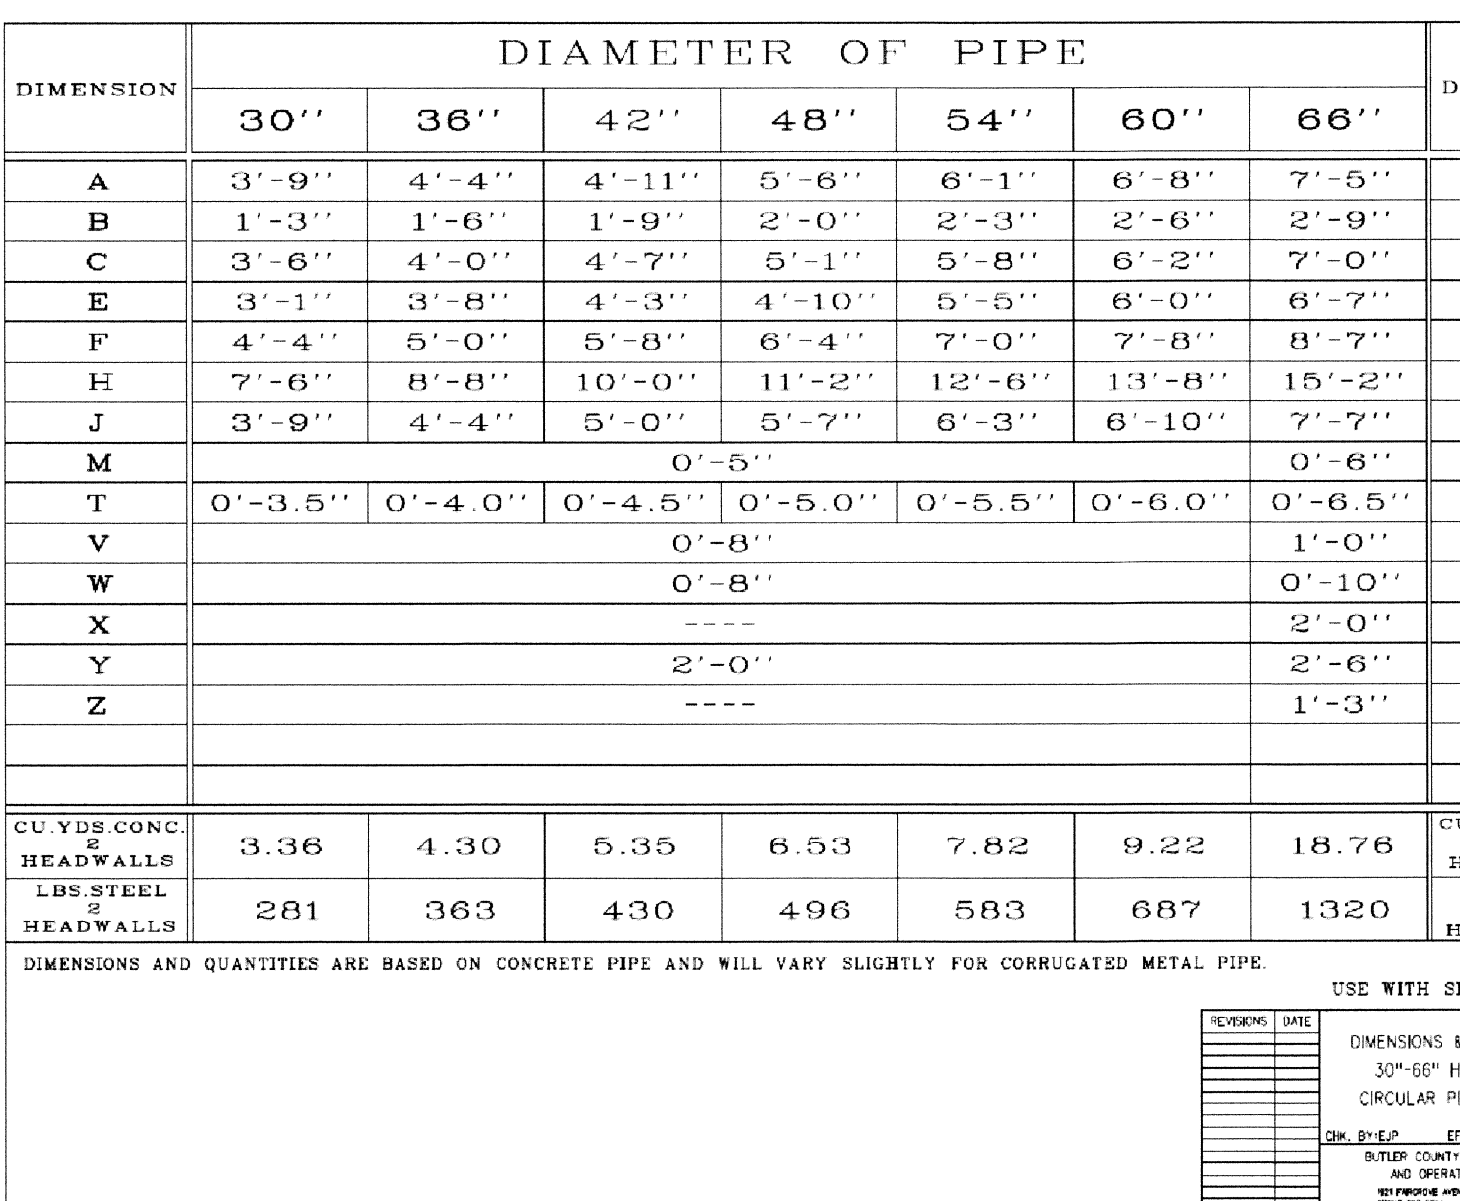 DIAMETER OF PIPE
DIMENSION
30'' 36'' 42'' 48'' 54'' 60'' 66''
A 3'-9'' 4'-4'' 4'-11'' 5'-6'' 6'-1'' 6'-8'' 7'-5''
B 1'-3'' 1'-6'' 1'-9'' 2'-0'' 2'-3'' 2'-6'' 2'-9''
C 3'-6'' 4'-0'' 4'-7'' 5'-1'' 5'-8'' 6'-2'' 7'-0''
E 3'-1'' 3'-8'' 4'-3'' 4'-10'' 5'-5'' 6'-0'' 6'-7''
F 4'-4'' 5'-0'' 5'-8'' 6'-4'' 7'-0'' 7'-8'' 8'-7''
H 7'-6'' 8'-8'' 10'-0'' 11'-2'' 12'-6'' 13'-8'' 15'-2''
J 3'-9'' 4'-4'' 5'-0'' 5'-7'' 6'-3'' 6'-10'' 7'-7''
M 0'-5'' 0'-6''
T 0'-3.5'' 0'-4.0'' 0'-4.5'' 0'-5.0'' 0'-5.5'' 0'-6.0'' 0'-6.5''
V 0'-8'' 1'-0''
W 0'-8'' 0'-10''
X ---- 2'-0''
Y 2'-0'' 2'-6''
Z ---- 1'-3''
CU.YDS.CONC.
2
HEADWALLS
3.36 4.30 5.35 6.53 7.82 9.22 18.76
LBS.STEEL
2
HEADWALLS
281 363 430 496 583 687 1320
DIMENSIONS AND QUANTITIES ARE BASED ON CONCRETE PIPE AND WILL VARY SLIGHTLY FOR CORRUGATED METAL PIPE.
USE WITH
REVISIONS DATE
DIMENSIONS &
30"-66" H
CIRCULAR
CHK. BY:EJP
BUTLER COUNTY
AND